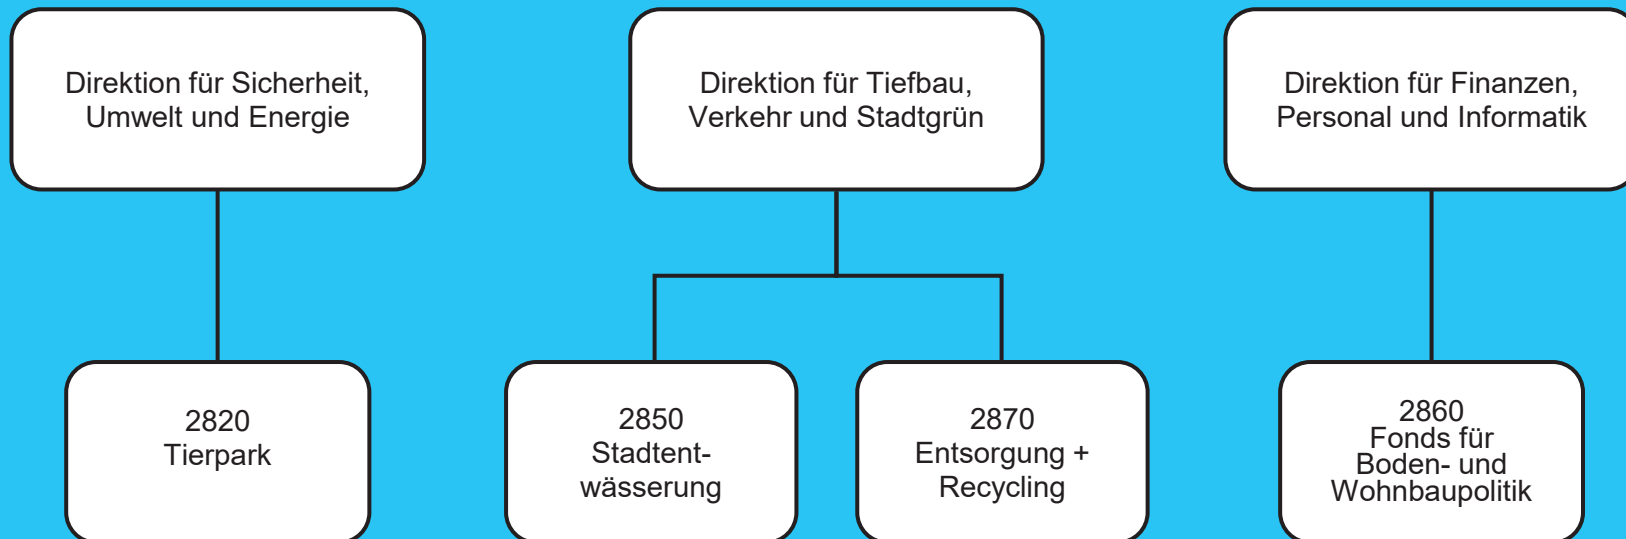 Direktion für Sicherheit,
Umwelt und Energie
Direktion für Tiefbau,
Verkehr und Stadtgrün
Direktion für Finanzen,
Personal und Informatik
2820
Tierpark
2850
Stadtent-
wässerung
2870
Entsorgung +
Recycling
2860
Fonds für
Boden- und
Wohnbaupolitik